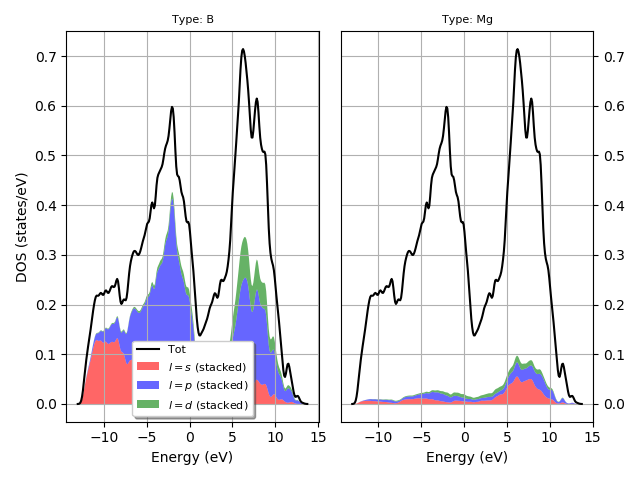 Type: B
Type: Mg
0.7
0.7
0.6
0.6
0.5
0.5
DOS (states/eV)
0.4
0.4
0.3
0.3
0.2
0.2
0.1
0.1
0.0
0.0
Tot
l = s (stacked)
l = p (stacked)
l = d (stacked)
−10 −5 0 5 10 15
−10 −5 0 5 10 15
Energy (eV)
Energy (eV)